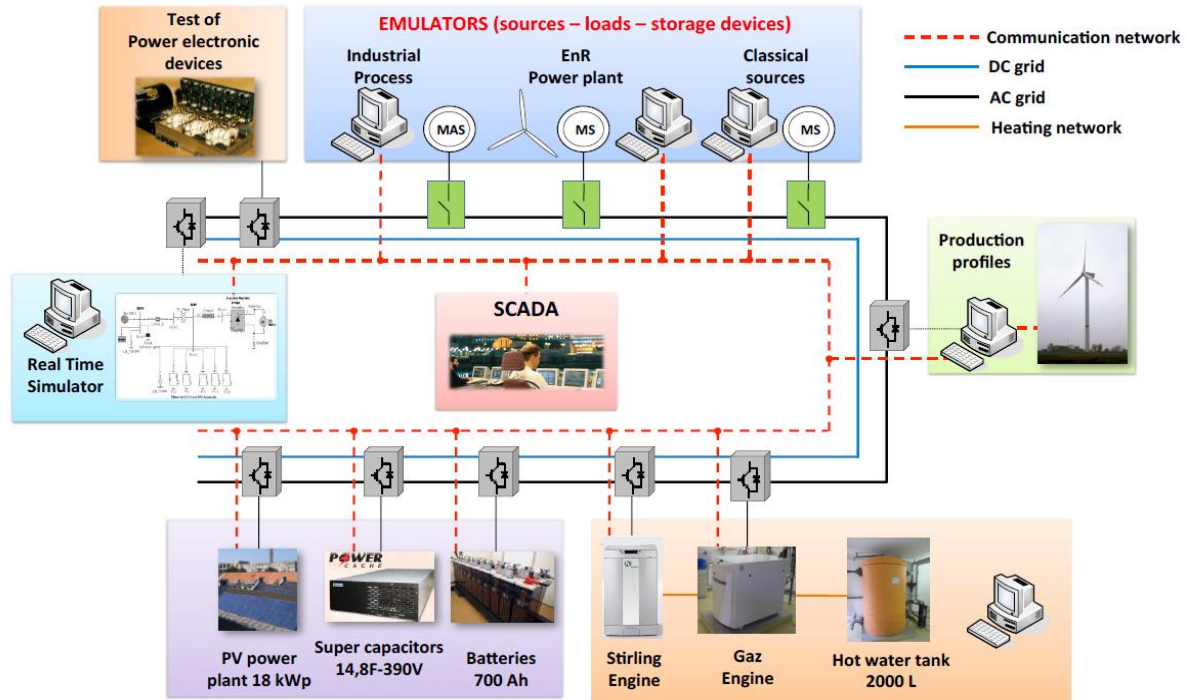 Test of
Power electronic
devices
EMULATORS (sources – loads – storage devices)
Industrial
Process
EnR
Power plant
Classical
sources
MAS
MS
MS
Communication network
DC grid
AC grid
Heating network
Production
profiles
Real Time
Simulator
SCADA
POWER
CACHE
PV power
plant 18 kWp
Super capacitors
14,8F-390V
Batteries
700 Ah
Stirling
Engine
Gaz
Engine
Hot water tank
2000 L